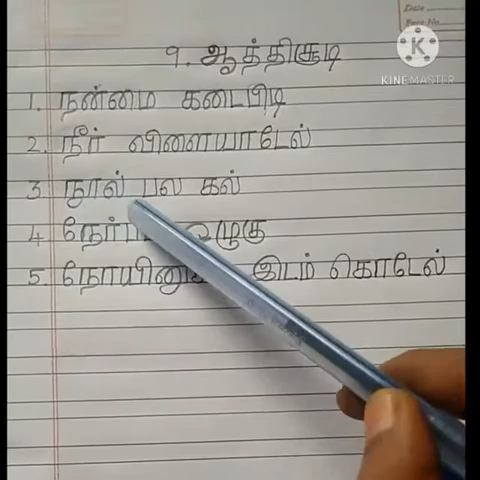 Date
Page No.
KINEMASTER
9. ஆத்திசூடி
1. நன்மை கடைபிடி
2. நீர் விளையாடேல்
3 நூல் பல கல்
4 ஒழுகு
5. இடம் கொடேல்